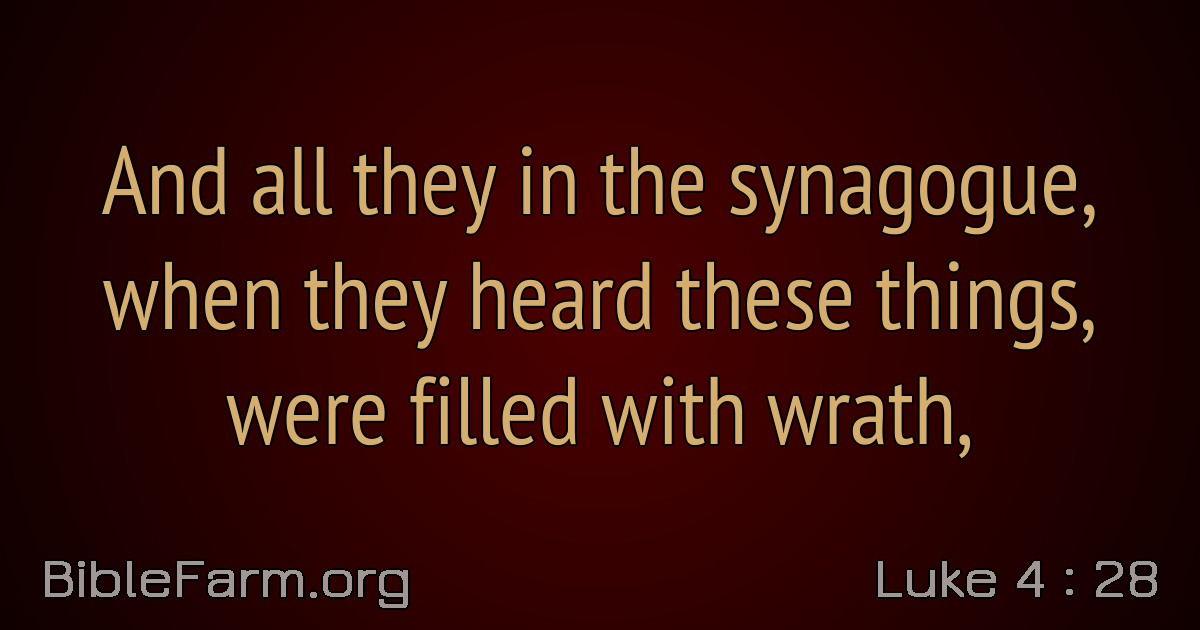 And all they in the synagogue,
when they heard these things,
were filled with wrath,
BibleFarm.org
Luke 4 : 28